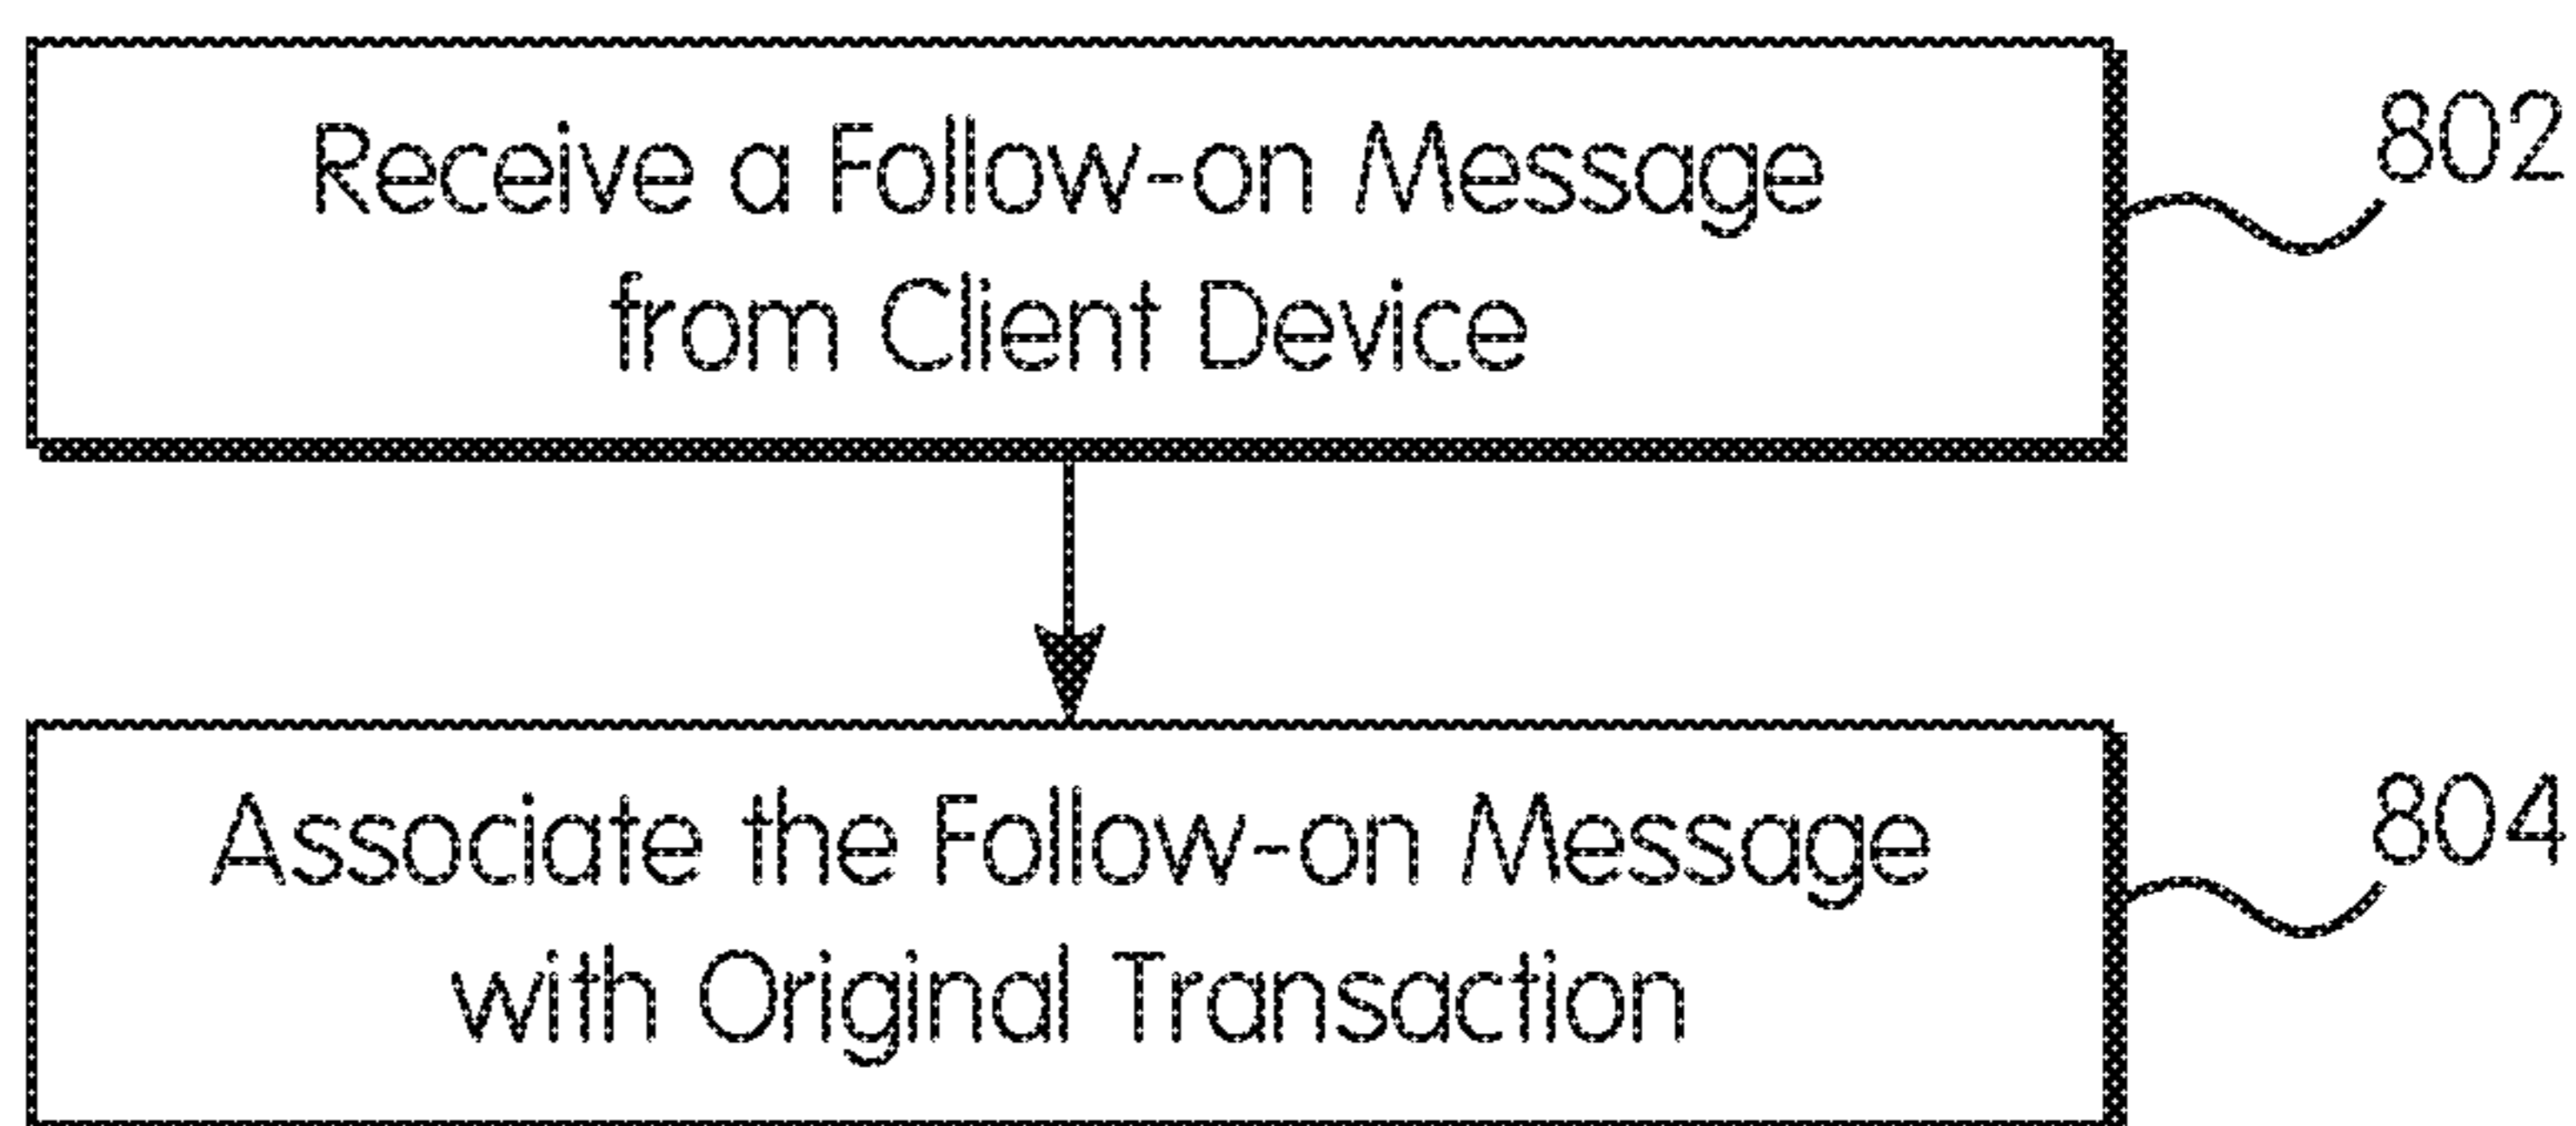 Receive a Follow-on Message
from Client Device
802
Associate the Follow-on Message
with Original Transaction
804